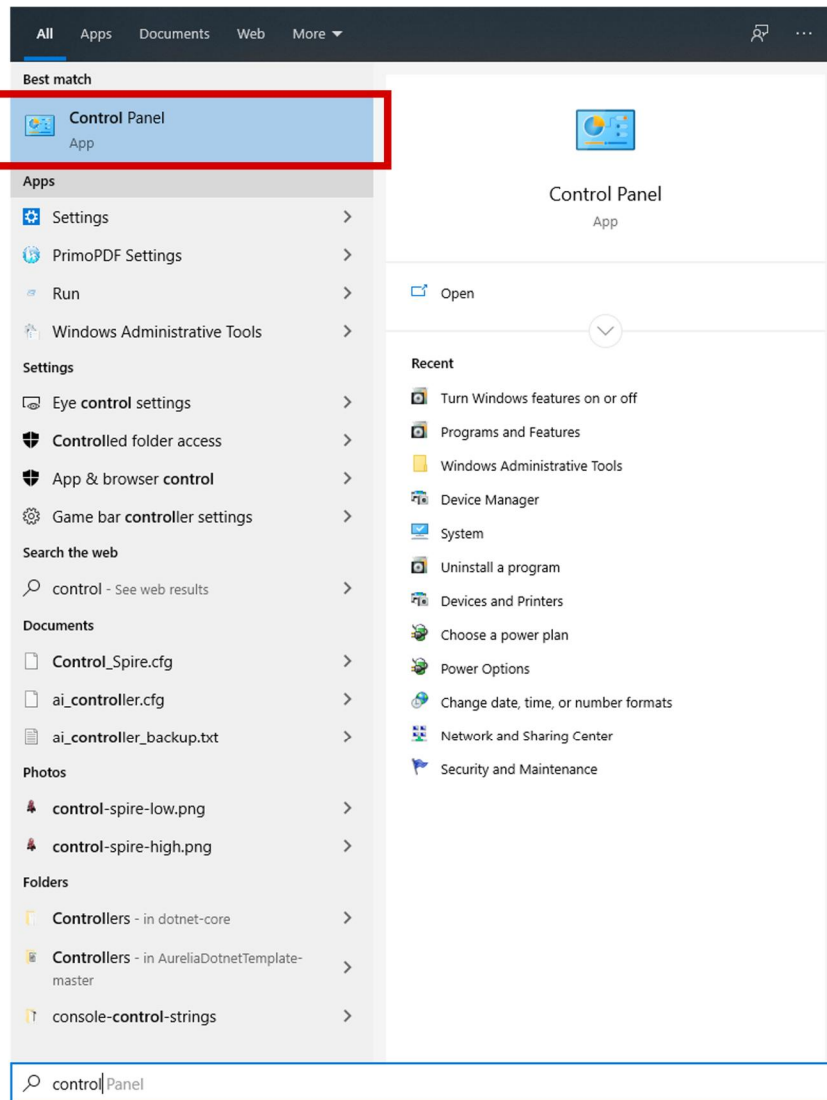 All Apps Documents Web More
Best match
Control Panel
App
Apps
Settings
PrimoPDF Settings
Run
Windows Administrative Tools
Settings
Eye control settings
Controlled folder access
App & browser control
Game bar controller settings
Search the web
control - See web results
Documents
Control_Spire.cfg
ai_controller.cfg
ai_controller_backup.txt
Photos
control-spire-low.png
control-spire-high.png
Folders
Controllers - in dotnet-core
Controllers - in AureliaDotnetTemplate-
master
console-control-strings
Control Panel
App
Open
Recent
Turn Windows features on or off
Programs and Features
Windows Administrative Tools
Device Manager
System
Uninstall a program
Devices and Printers
Choose a power plan
Power Options
Change date, time, or number formats
Network and Sharing Center
Security and Maintenance
control Panel